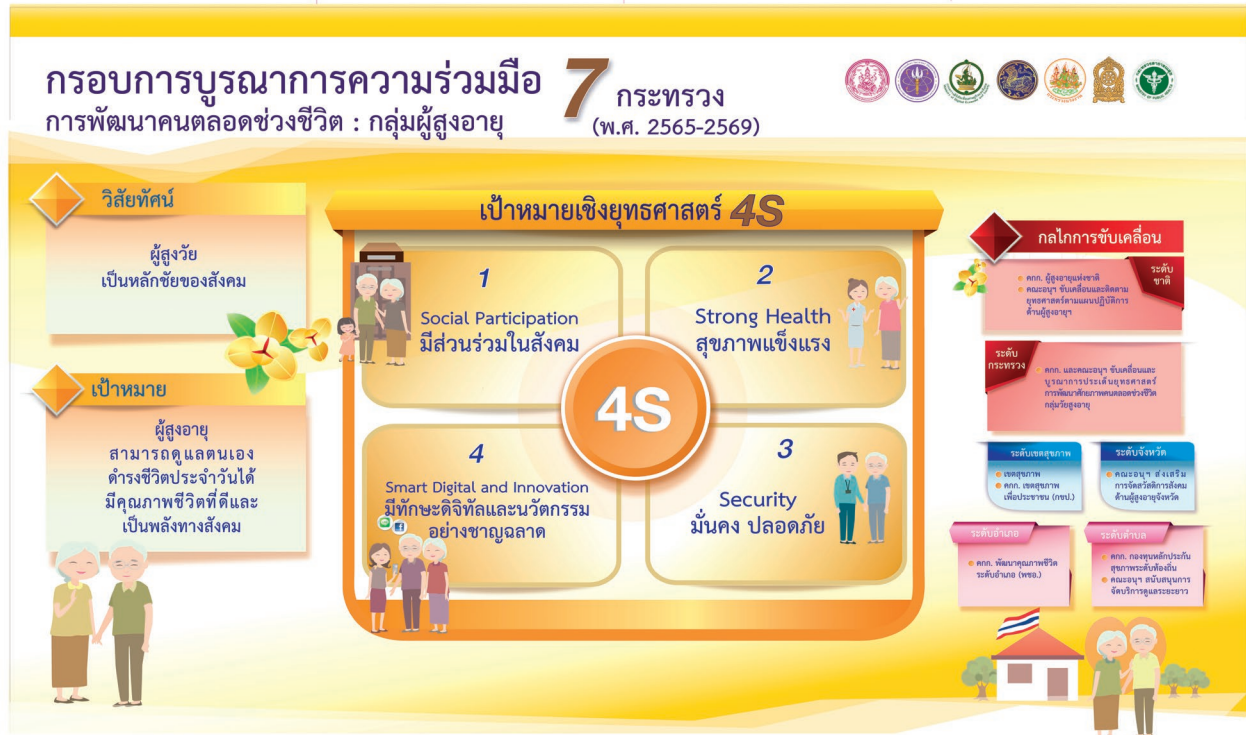 กรอบการบูรณาการความร่วมมือ 7 กระทรวง
การพัฒนาคนตลอดช่วงชีวิต : กลุ่มผู้สูงอายุ (พ.ศ. 2565-2569)
วิสัยทัศน์
ผู้สูงวัย
เป็นหลักชัยของสังคม
เป้าหมาย
ผู้สูงอายุ
สามารถดูแลตนเอง
ดำรงชีวิตประจำวันได้
มีคุณภาพชีวิตที่ดีและ
เป็นพลังทางสังคม
เป้าหมายเชิงยุทธศาสตร์ 4S
1
Social Participation
มีส่วนร่วมในสังคม
2
Strong Health
สุขภาพแข็งแรง
4S
4
Smart Digital and Innovation
มีทักษะดิจิทัลและนวัตกรรม
อย่างชาญฉลาด
3
Security
มั่นคง ปลอดภัย
กลไกการขับเคลื่อน
ระดับ
ชาติ
คกก. ผู้สูงอายุแห่งชาติ
คณะอนุฯ ขับเคลื่อนและติดตาม
ยุทธศาสตร์ตามแผนปฏิบัติการ
ด้านผู้สูงอายุฯ
ระดับ
กระทรวง
คกก. และคณะอนุฯ ขับเคลื่อนและ
บูรณาการประเด็นยุทธศาสตร์
การพัฒนาศักยภาพคนตลอดช่วงชีวิต
กลุ่มวัยสูงอายุ
ระดับเขตสุขภาพ
เขตสุขภาพ
คกก. เขตสุขภาพ
เพื่อประชาชน (กขป.)
ระดับจังหวัด
คณะอนุฯ ส่งเสริม
การจัดสวัสดิการสังคม
ด้านผู้สูงอายุจังหวัด
ระดับอำเภอ
คกก. พัฒนาคุณภาพชีวิต
ระดับอำเภอ (พชอ.)
ระดับตำบล
คกก. กองทุนหลักประกัน
สุขภาพระดับท้องถิ่น
คณะอนุฯ สนับสนุนการ
จัดบริการดูแลระยะยาว